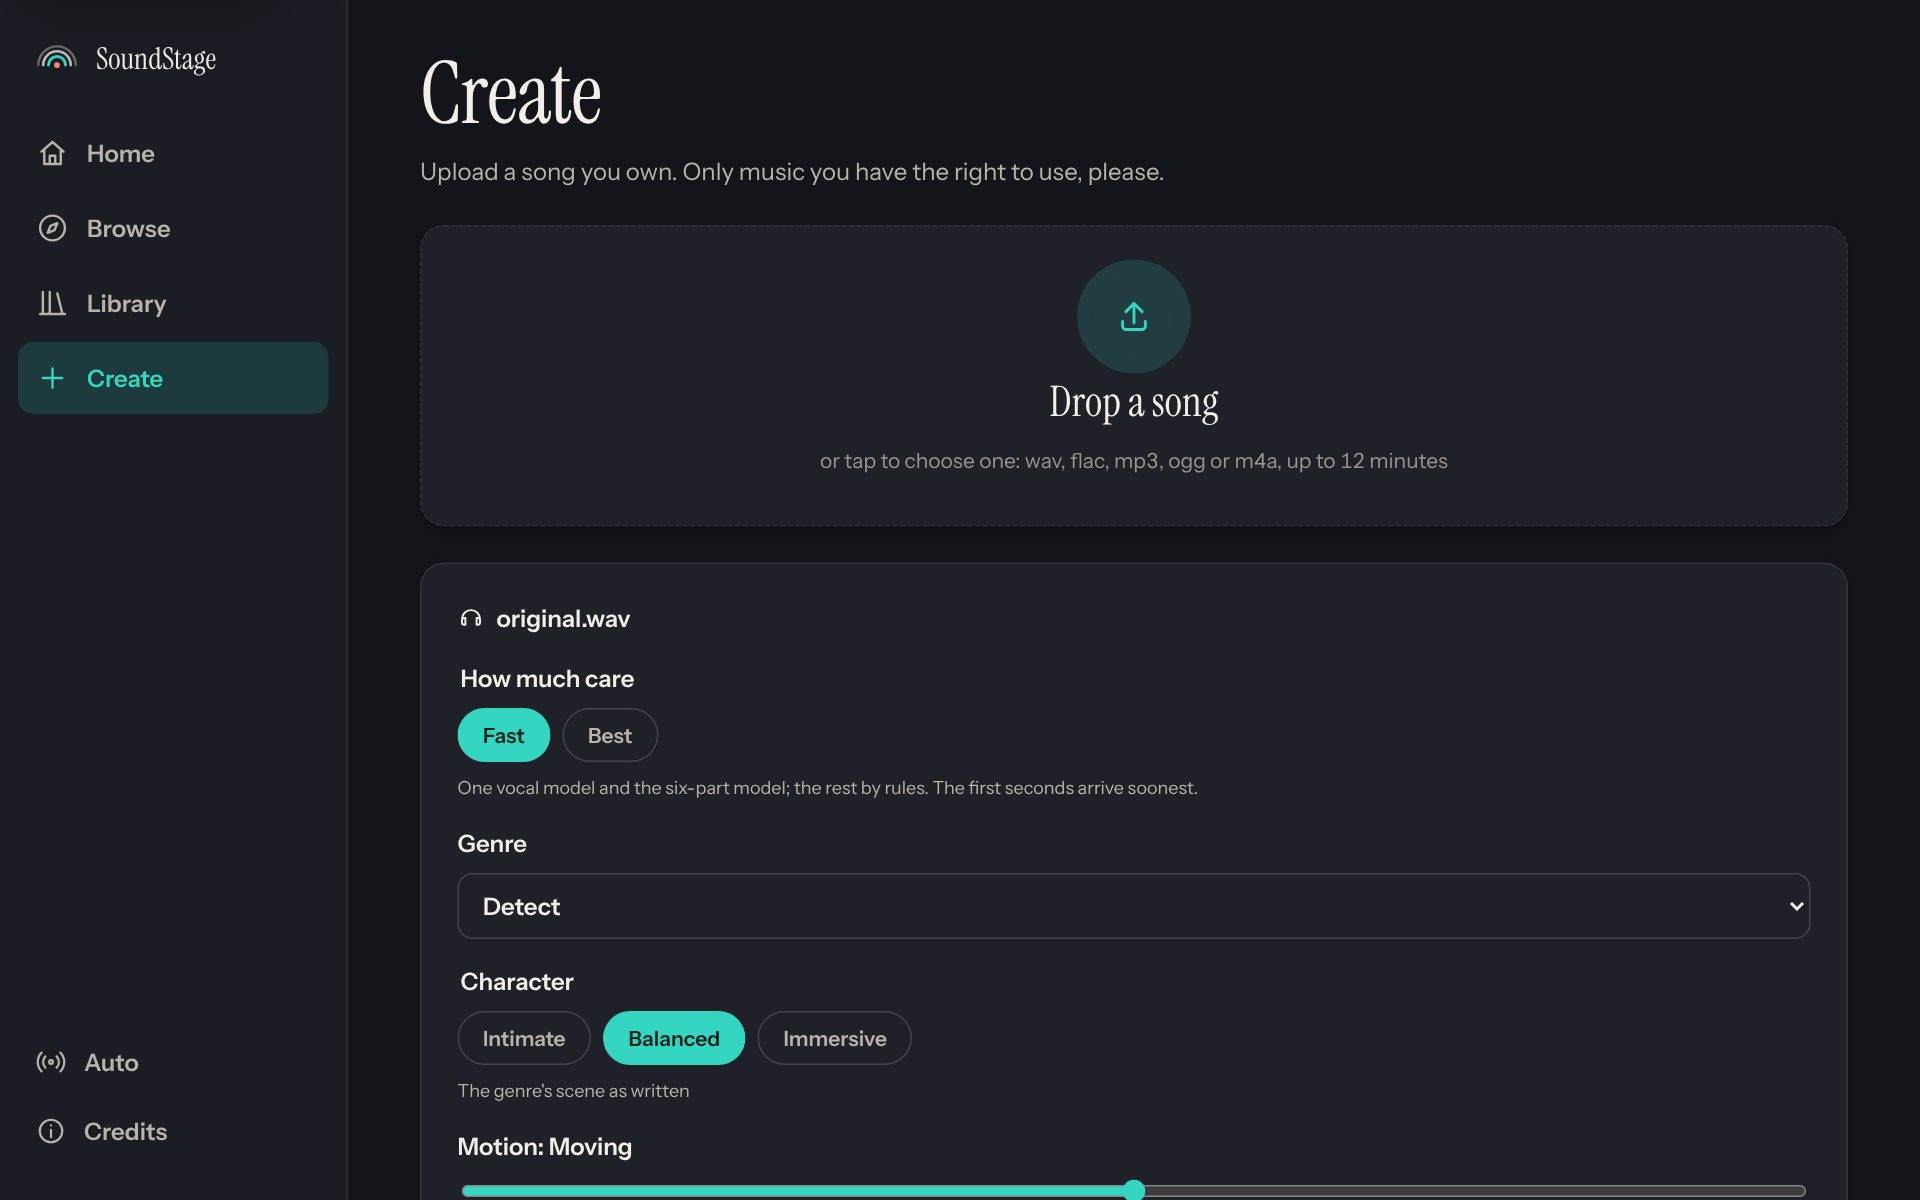 SoundStage
Home
Browse
Library
Create
Auto
Credits
Create
Upload a song you own. Only music you have the right to use, please.
Drop a song
or tap to choose one: wav, flac, mp3, ogg or m4a, up to 12 minutes
original.wav
How much care
Fast Best
One vocal model and the six-part model; the rest by rules. The first seconds arrive soonest.
Genre
Detect
Character
Intimate Balanced Immersive
The genre's scene as written
Motion: Moving